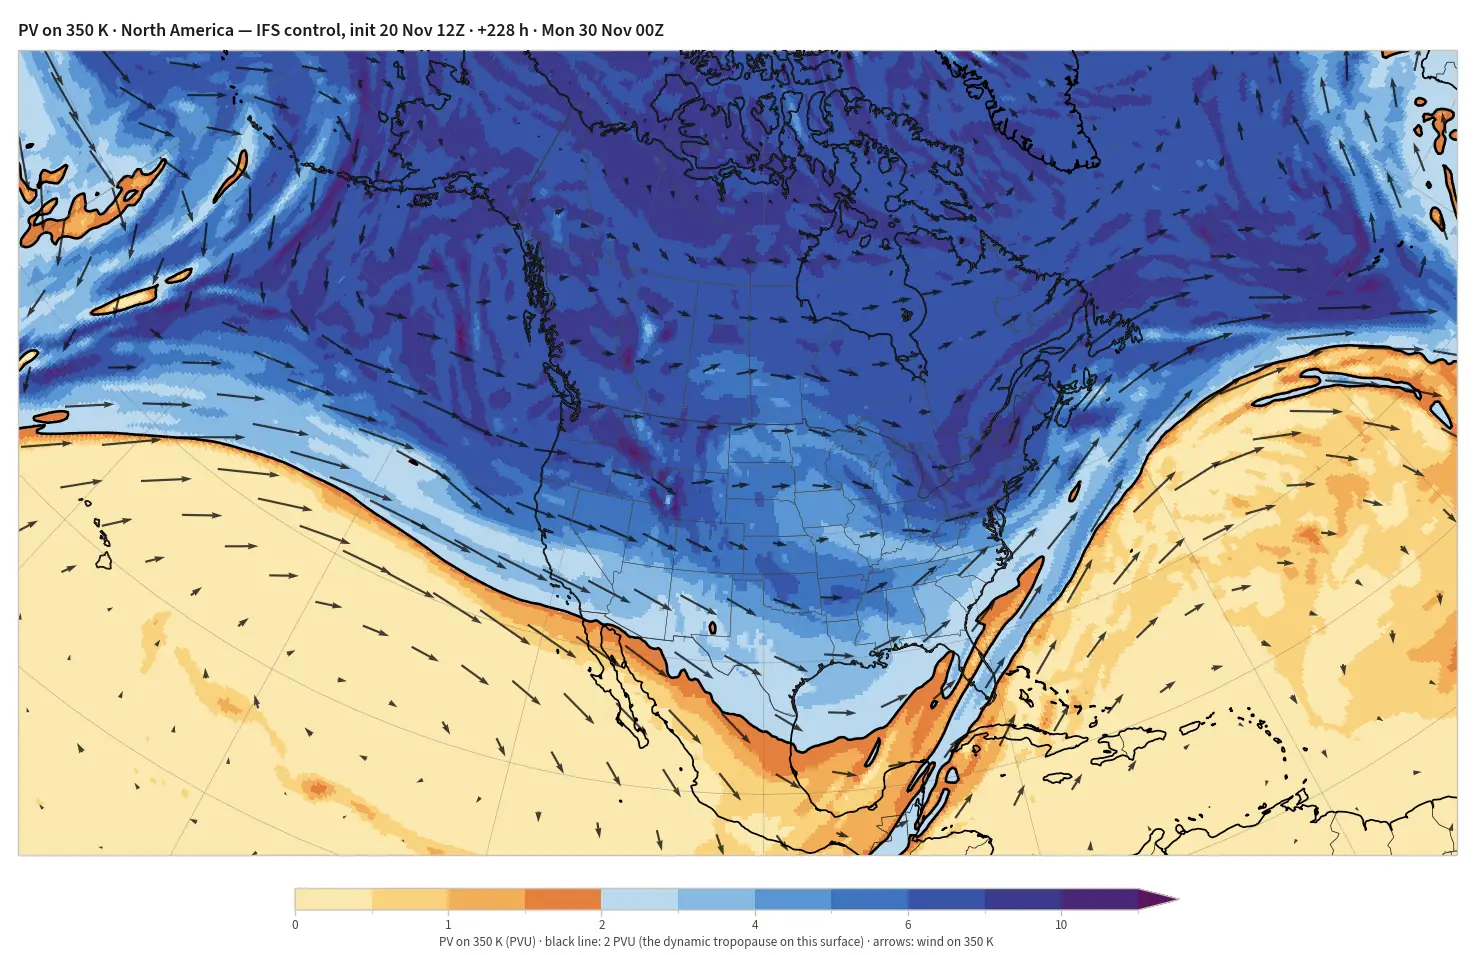 PV on 350 K · North America — IFS control, init 20 Nov 12Z · +228 h · Mon 30 Nov 00Z
0 1 2 4 6 10
PV on 350 K (PVU) · black line: 2 PVU (the dynamic tropopause on this surface) · arrows: wind on 350 K